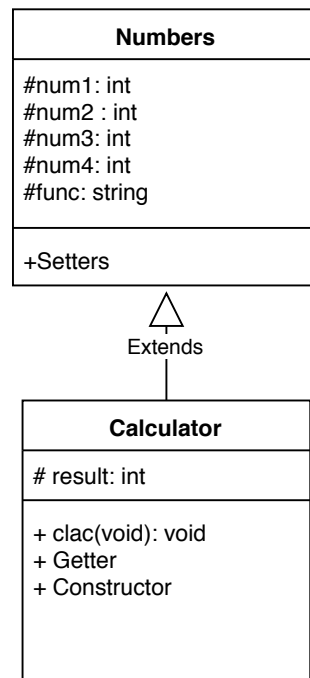 Numbers
#num1: int
#num2 : int
#num3: int
#num4: int
#func: string
+Setters
Extends
Calculator
# result: int
+ clac(void): void
+ Getter
+ Constructor